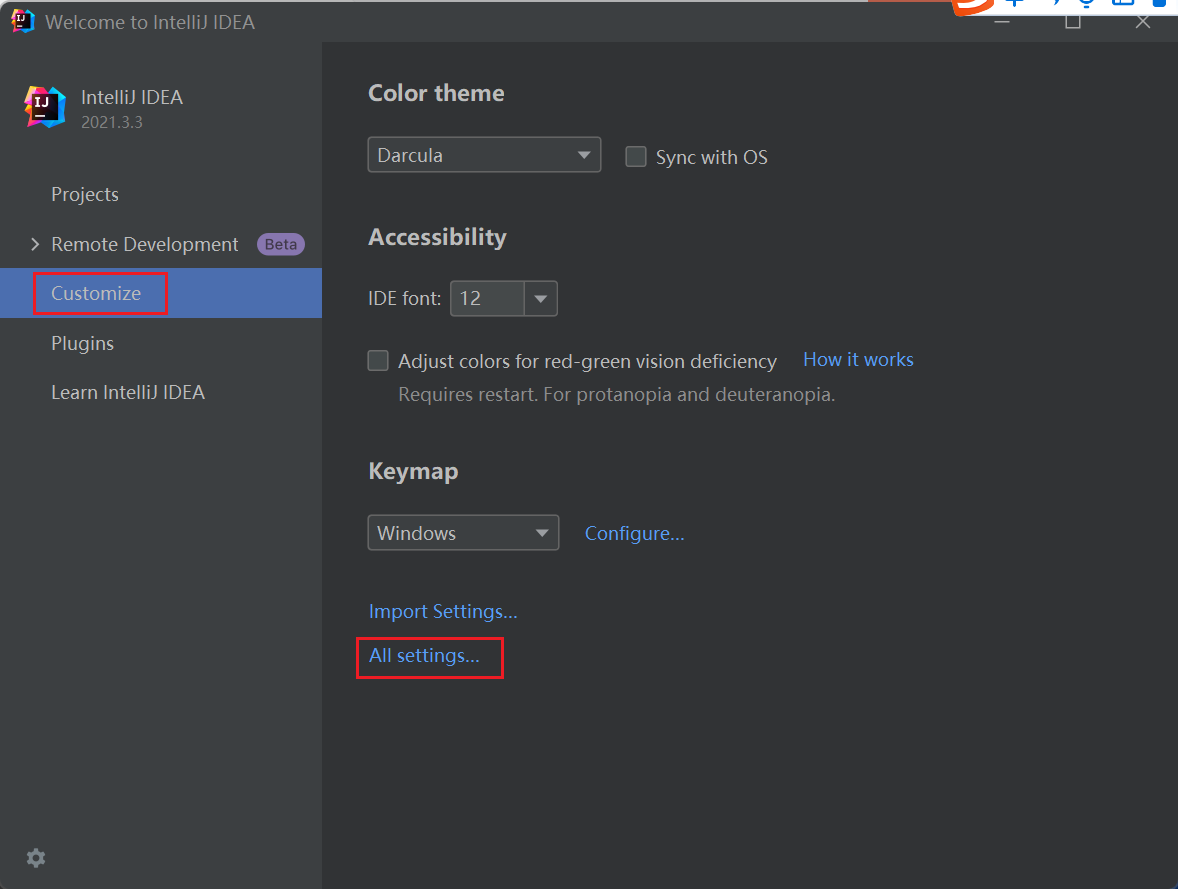 Welcome to IntelliJ IDEA
IJ
IntelliJ IDEA
2021.3.3
Projects
Remote Development Beta
Customize
Plugins
Learn IntelliJ IDEA
Color theme
Darcula Sync with OS
Accessibility
IDE font: 12
Adjust colors for red-green vision deficiency How it works
Requires restart. For protanopia and deuteranopia.
Keymap
Windows Configure...
Import Settings...
All settings...